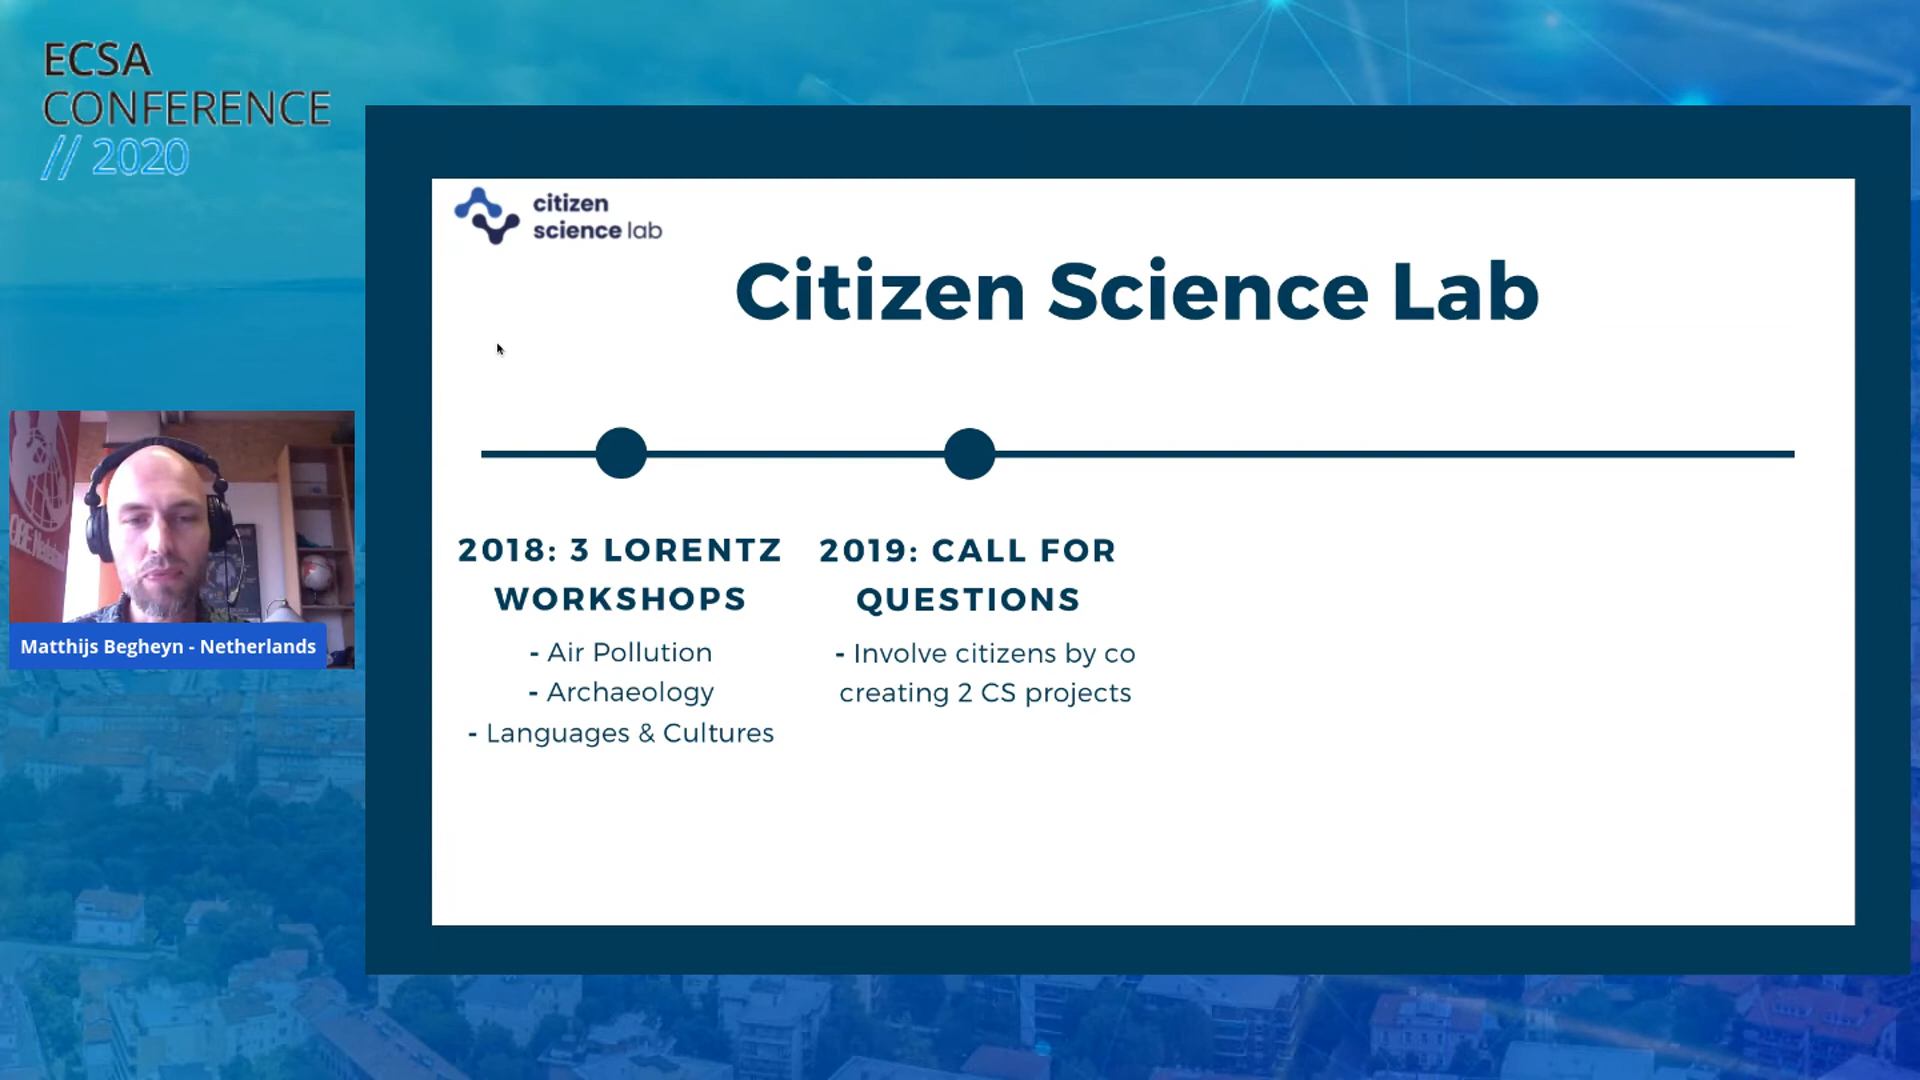 ECSA
CONFERENCE
// 2020
citizen
science lab
Citizen Science Lab
2018: 3 LORENTZ
WORKSHOPS
- Air Pollution
- Archaeology
- Languages & Cultures
2019: CALL FOR
QUESTIONS
- Involve citizens by co
creating 2 CS projects
Matthijs Begheyn - Netherlands